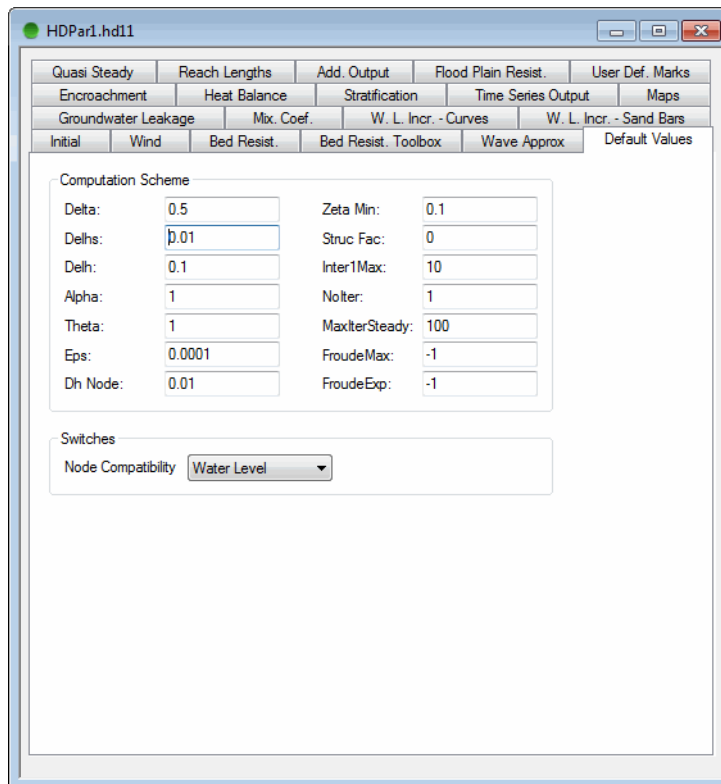 HDPar1.hd11
Quasi Steady Reach Lengths Add. Output Flood Plain Resist. User Def. Marks
Encroachment Heat Balance Stratification Time Series Output Maps
Groundwater Leakage Mix. Coef. W. L. Incr. - Curves W. L. Incr. - Sand Bars
Initial Wind Bed Resist. Bed Resist. Toolbox Wave Approx Default Values
Computation Scheme
Delta: 0.5 Zeta Min: 0.1
Delhs: 0.01 Struc Fac: 0
Delh: 0.1 Inter1Max: 10
Alpha: 1 NoIter: 1
Theta: 1 MaxIterSteady: 100
Eps: 0.0001 FroudeMax: -1
Dh Node: 0.01 FroudeExp: -1
Switches
Node Compatibility Water Level